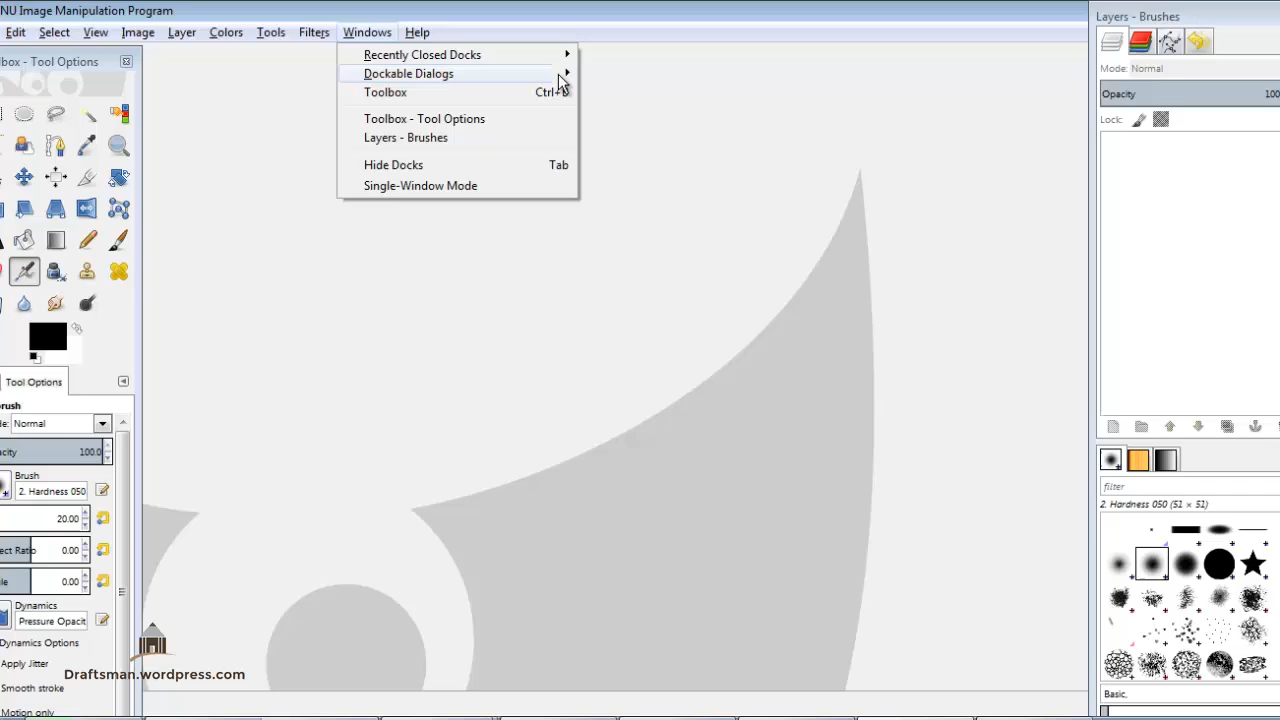 NU Image Manipulation Program
Edit Select View Image Layer Colors Tools Filters Windows Help
Recently Closed Docks
Dockable Dialogs
Toolbox Ctrl+B
Toolbox - Tool Options
Layers - Brushes
Hide Docks Tab
Single-Window Mode
box - Tool Options
Tool Options
brush
de: Normal
acity 100.0
Brush
2. Hardness 050
20.00
ect Ratio 0.00
gle 0.00
Dynamics
Pressure Opacit
Dynamics Options
Apply Jitter
Smooth stroke
Motion only
Draftsman.wordpress.com
Layers - Brushes
Mode: Normal
Opacity 100
Lock:
filter
2. Hardness 050 (51 × 51)
Basic,